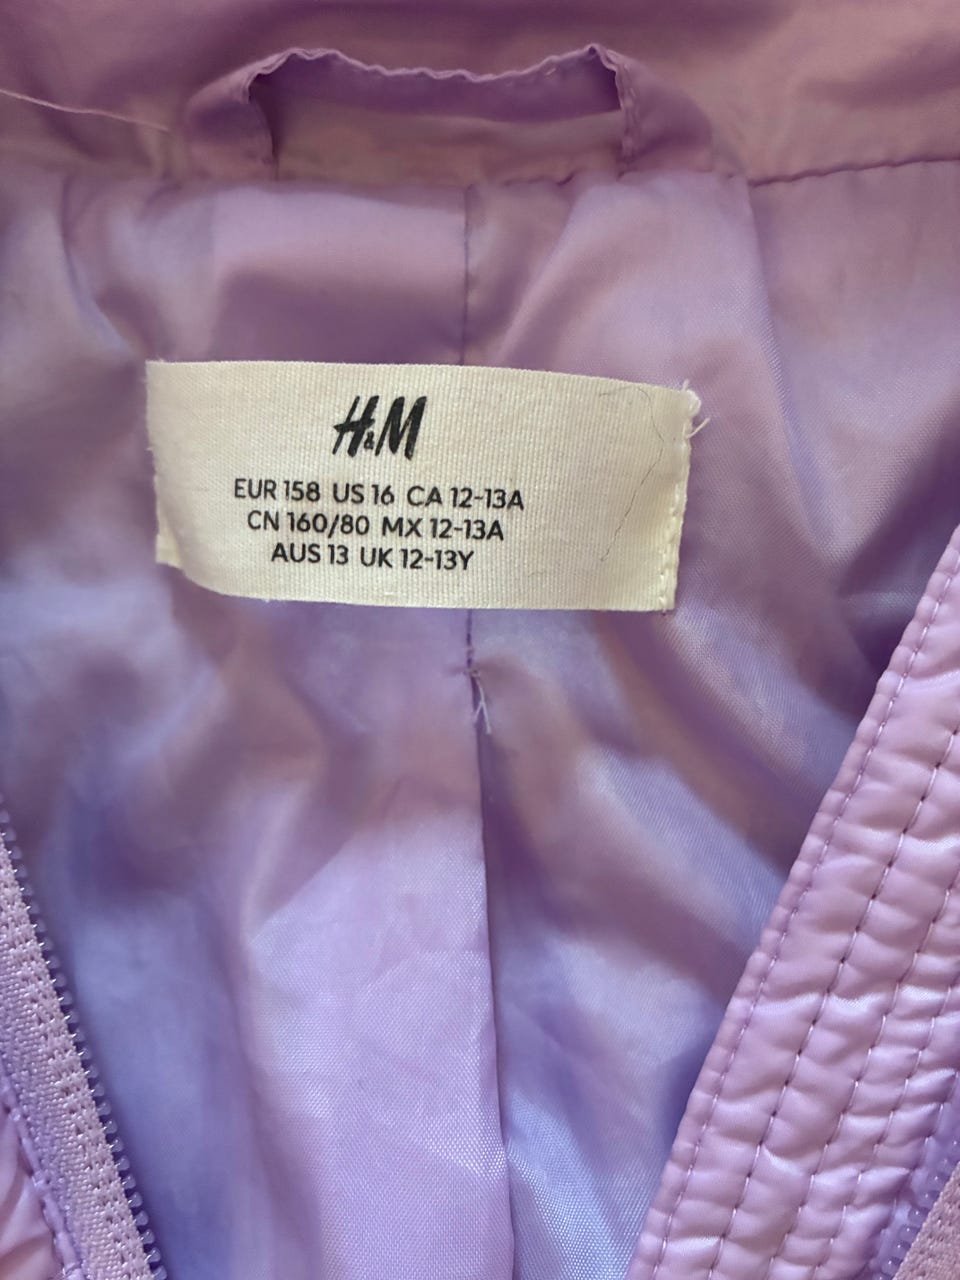 H&M
EUR 158 US 16 CA 12-13A
CN 160/80 MX 12-13A
AUS 13 UK 12-13Y